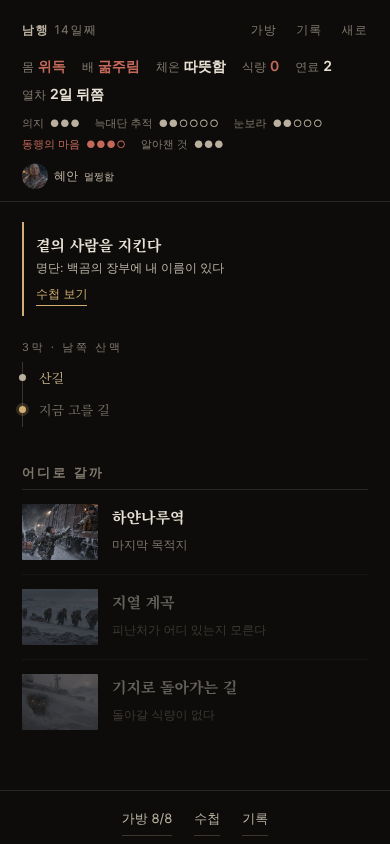 남행 14일째 가방 기록 새로
몸 위독 배 굶주림 체온 따뜻함 식량 0 연료 2
열차 2일 뒤쯤
의지 ●●● 늑대단 추적 ●●○○○○ 눈보라 ●●○○○
동행의 마음 ●●●○ 알아챈 것 ●●●
혜안 멀쩡함
곁의 사람을 지킨다
명단: 백곰의 장부에 내 이름이 있다
수첩 보기
3막 · 남쪽 산맥
산길
지금 고를 길
어디로 갈까
하얀나루역
마지막 목적지
지열 계곡
피난처가 어디 있는지 모른다
기지로 돌아가는 길
돌아갈 식량이 없다
가방 8/8 수첩 기록